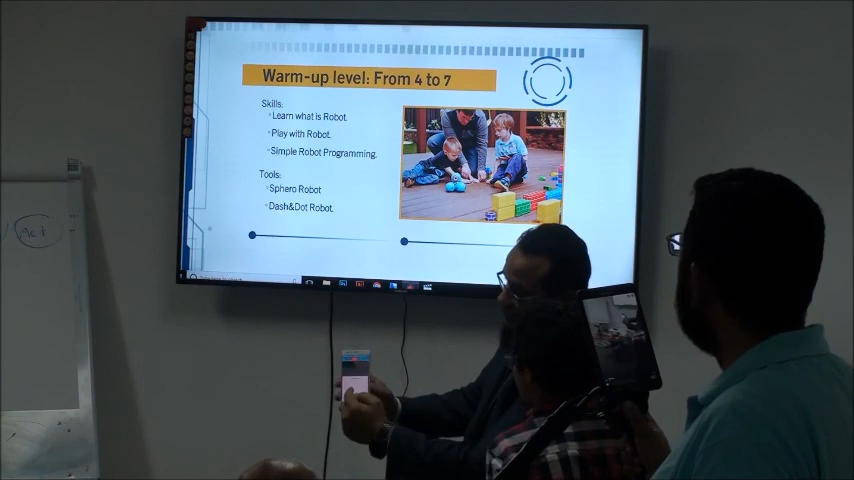 Warm-up level: From 4 to 7
Skills:
Learn what is Robot.
Play with Robot.
Simple Robot Programming.
Tools:
Sphero Robot
Dash&Dot Robot.